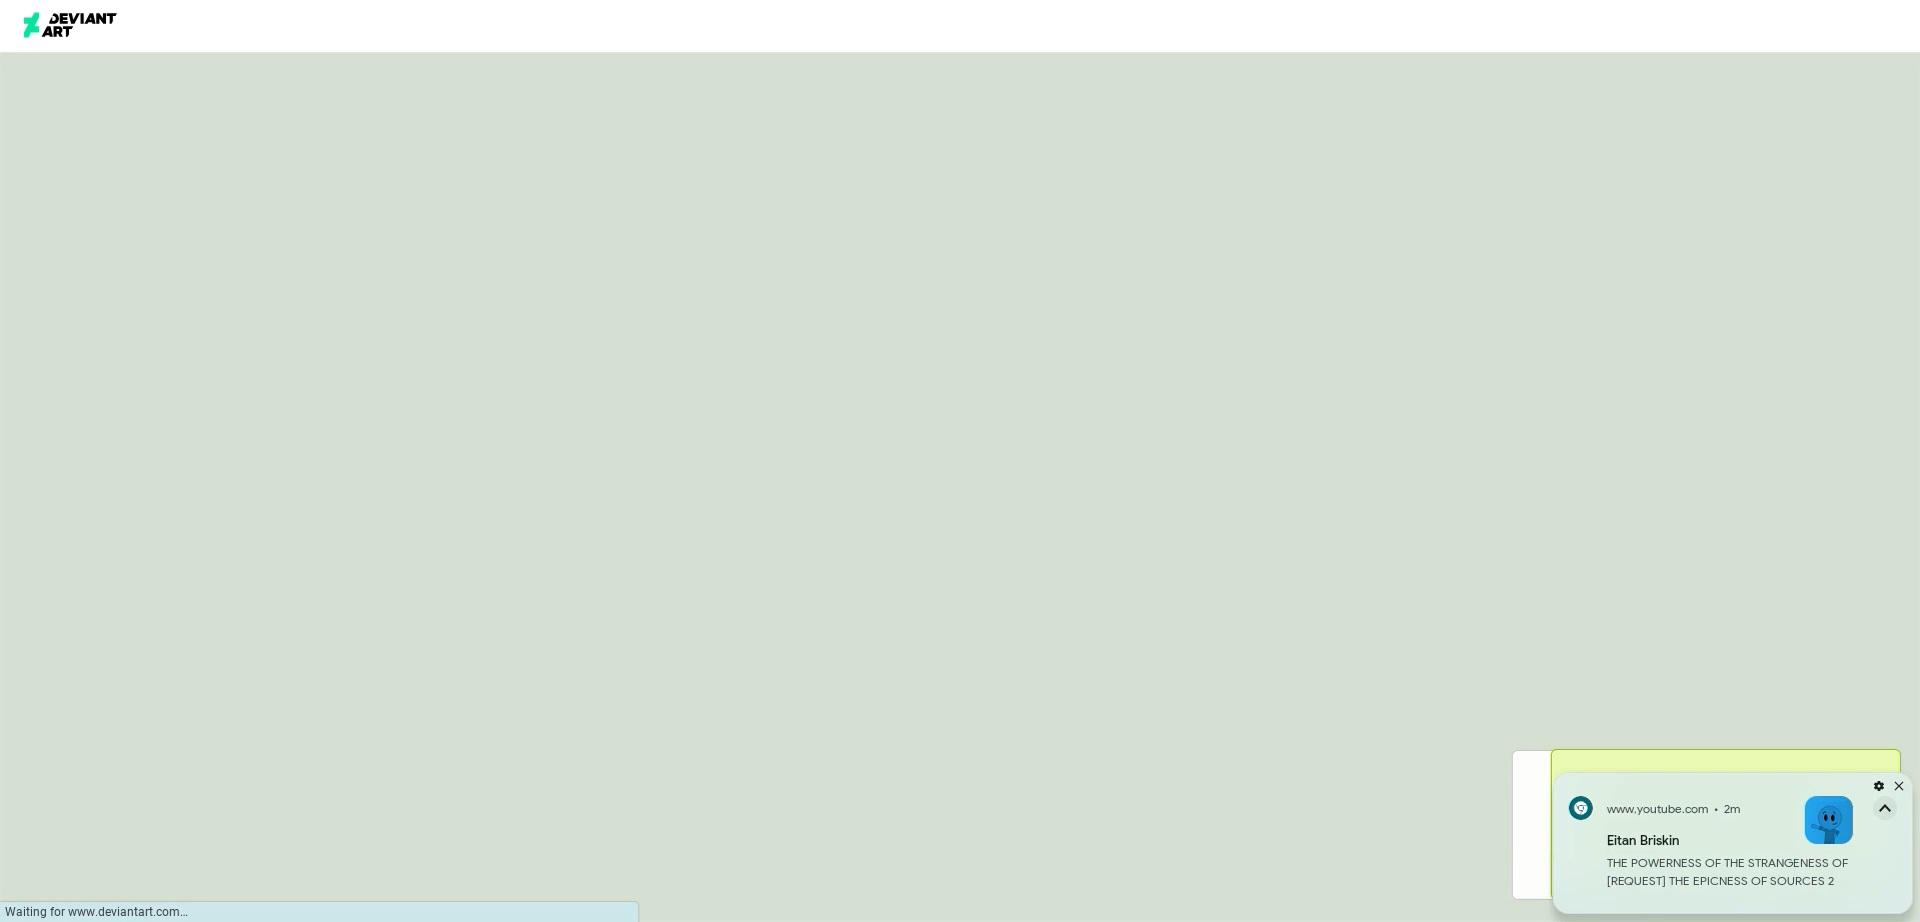 DEVIANT
ART
www.youtube.com • 2m
Eitan Briskin
THE POWERNESS OF THE STRANGENESS OF
[REQUEST] THE EPICNESS OF SOURCES 2
Waiting for www.deviantart.com...